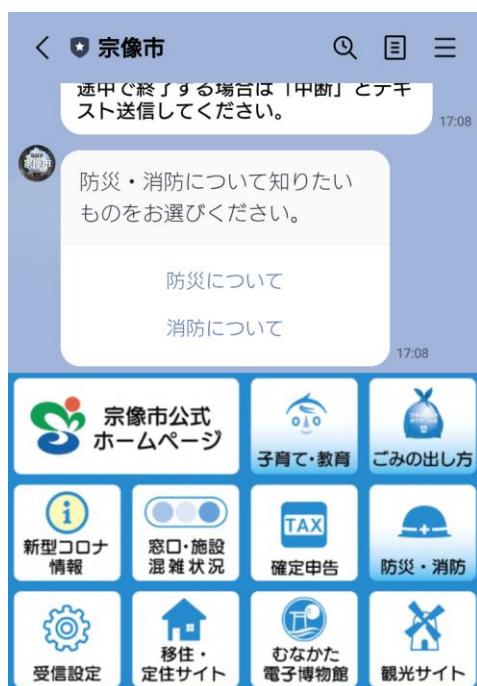 宗像市
途中で終了する場合は「中断」とテキ
スト送信してください。
17:08
防災・消防について知りたい
ものをお選びください。
防災について
消防について
17:08
宗像市公式
ホームページ
子育て・教育
ごみの出し方
新型コロナ
情報
窓口・施設
混雑状況
TAX
確定申告
防災・消防
受信設定
移住・
定住サイト
むなかた
電子博物館
観光サイト